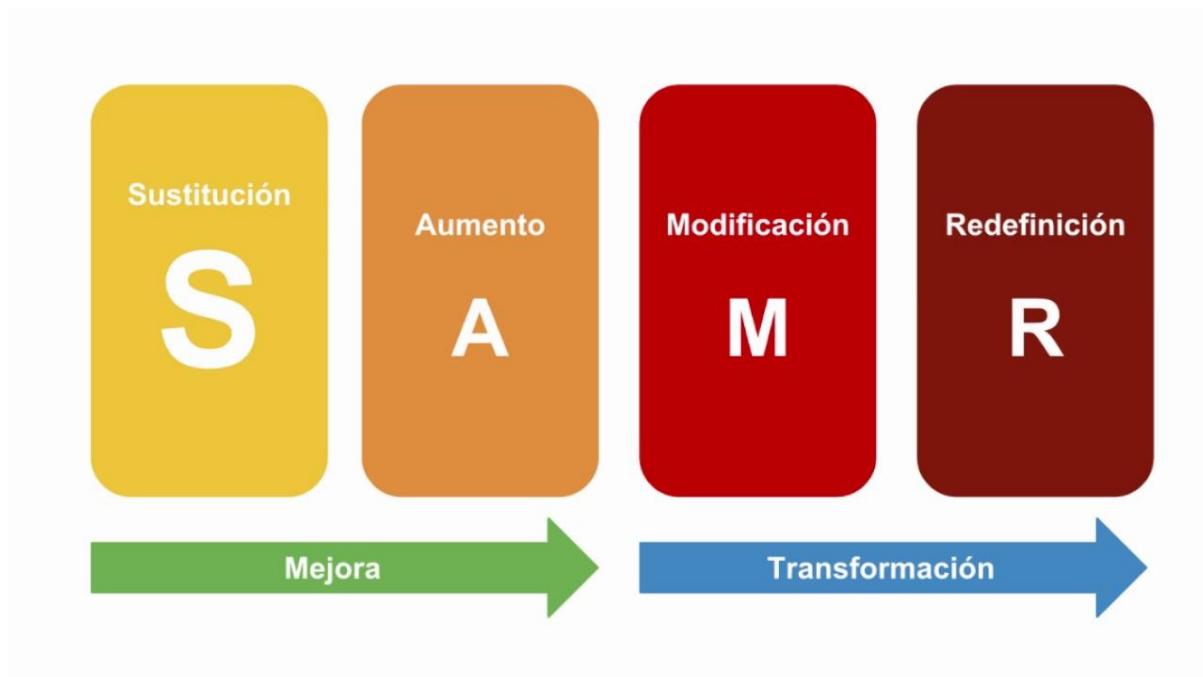 Sustitución
S
Aumento
A
Modificación
M
Redefinición
R
Mejora
Transformación